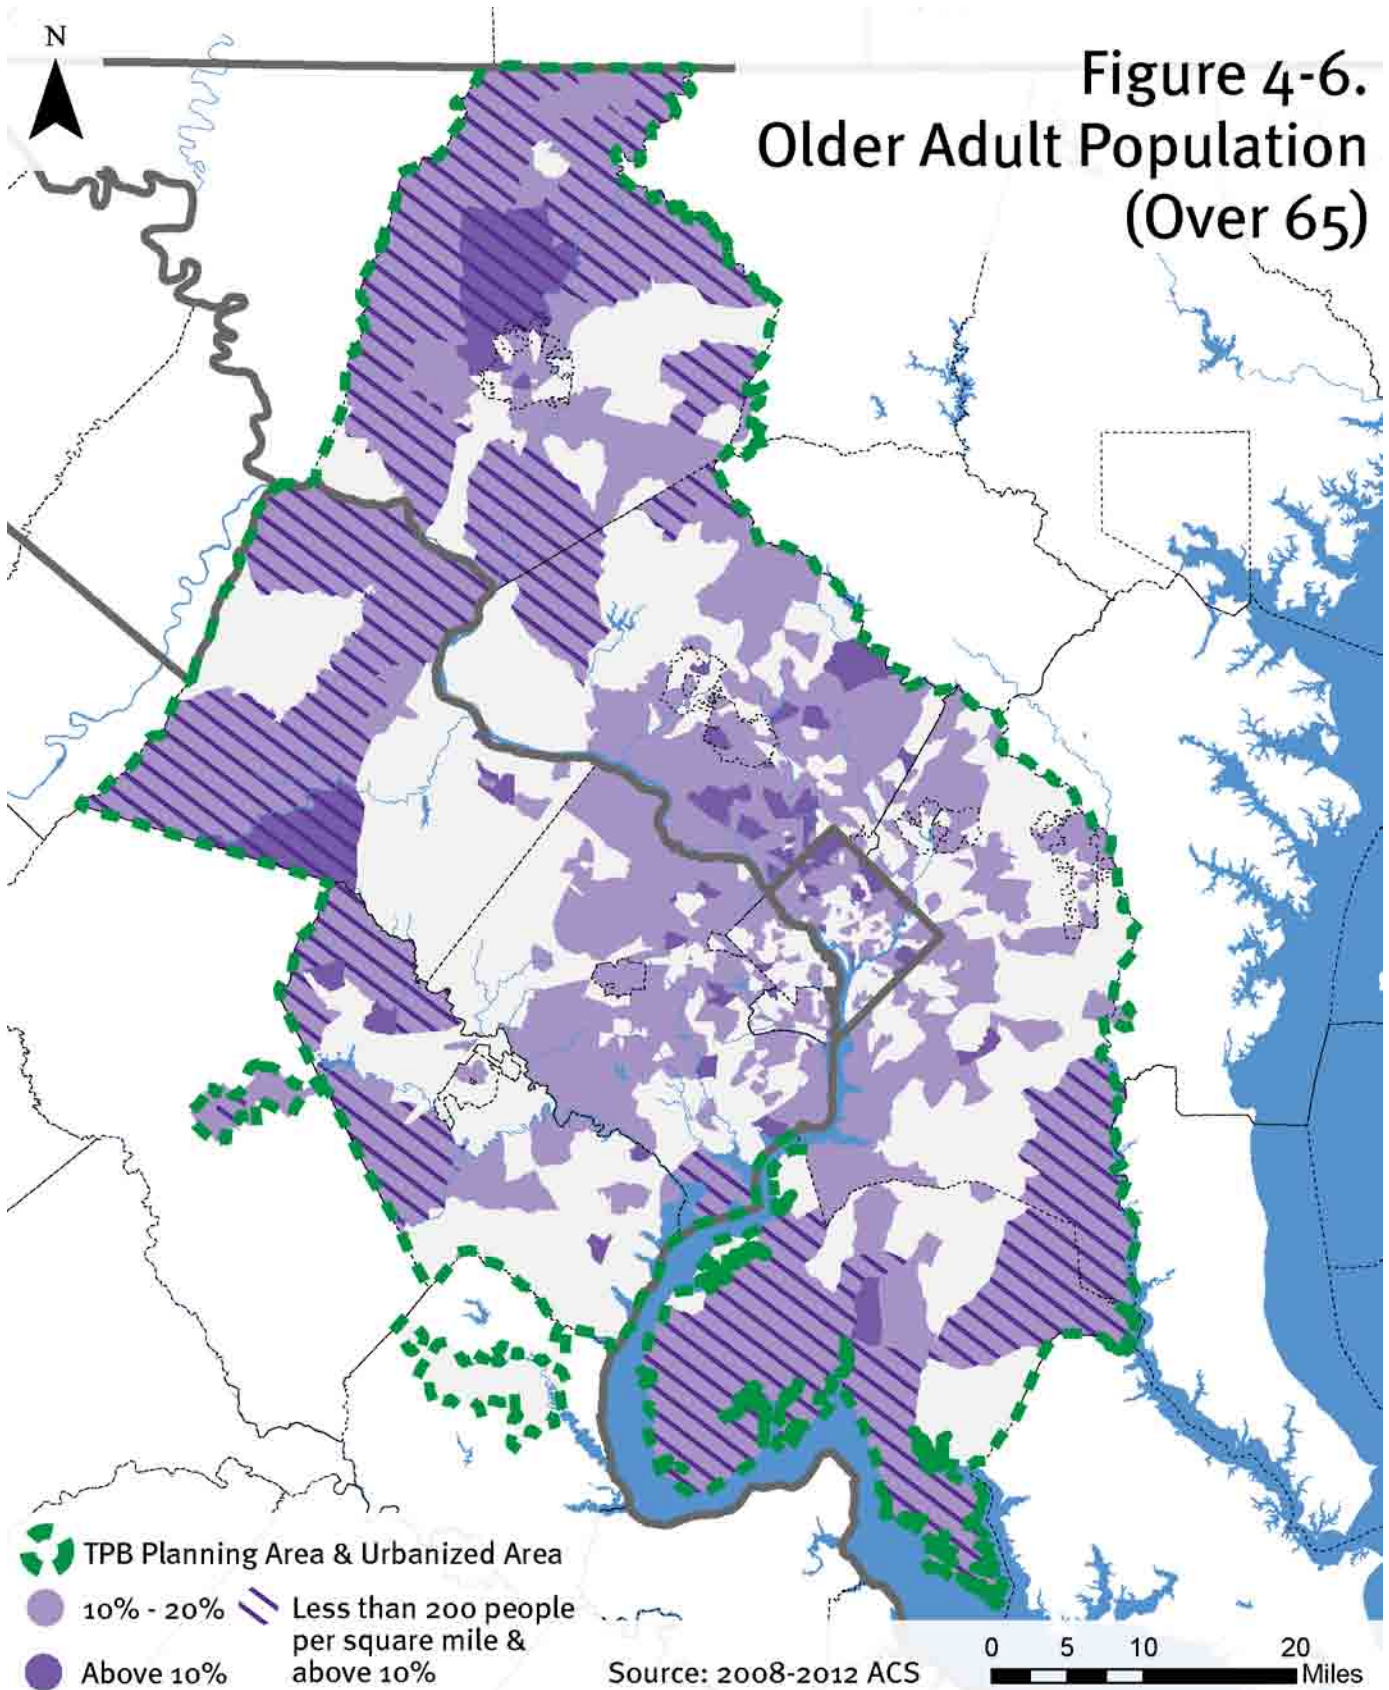 N
Figure 4-6.
Older Adult Population
(Over 65)
TPB Planning Area & Urbanized Area
10% - 20%
Less than 200 people
per square mile &
above 10%
Above 10%
Source: 2008-2012 ACS
0 5 10 20
Miles